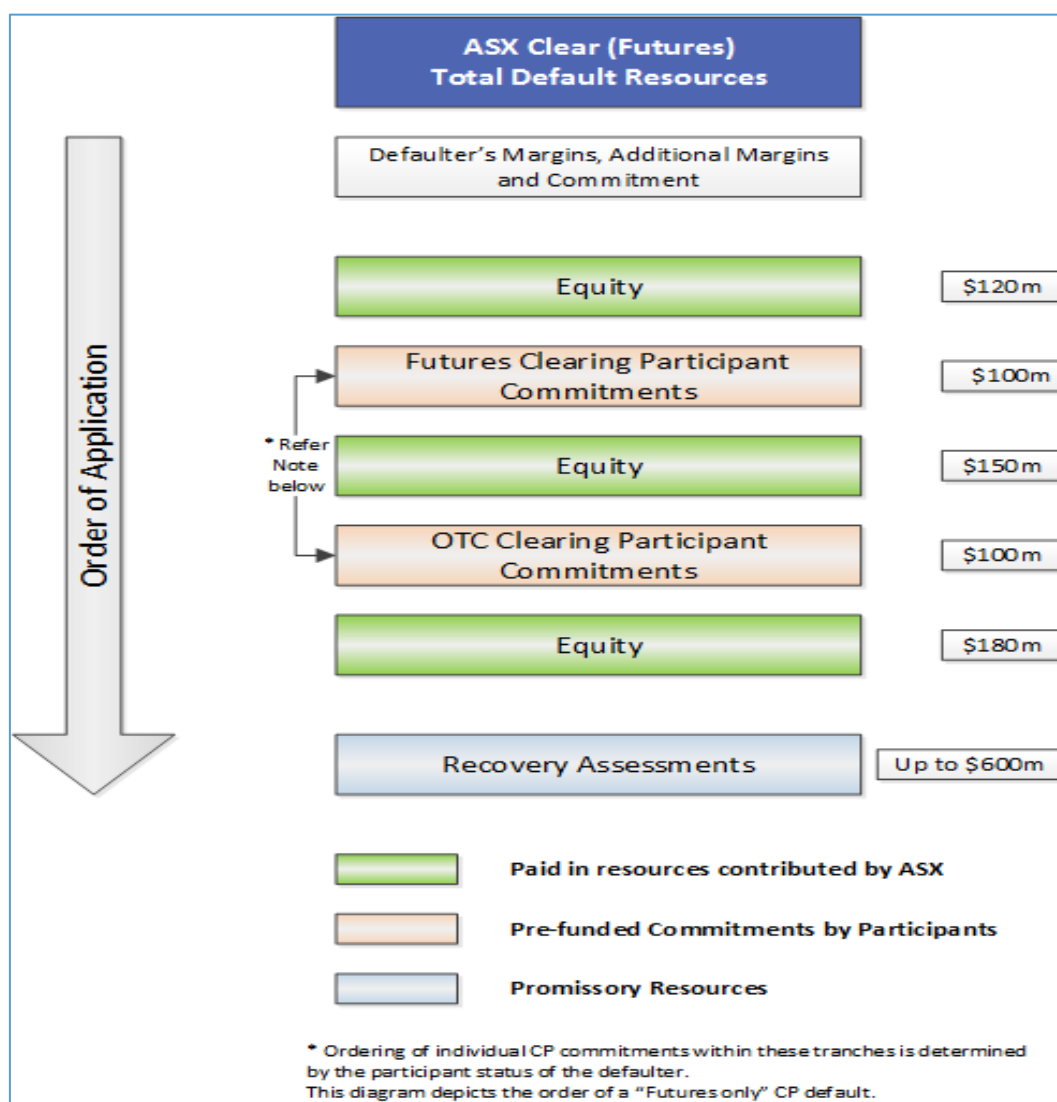 ASX Clear (Futures)
Total Default Resources
Defaulter's Margins, Additional Margins
and Commitment
Equity
$120m
Futures Clearing Participant
Commitments
$100m
* Refer
Note
below
Equity
$150m
OTC Clearing Participant
Commitments
$100m
Equity
$180m
Recovery Assessments
Up to $600m
Order of Application
Paid in resources contributed by ASX
Pre-funded Commitments by Participants
Promissory Resources
* Ordering of individual CP commitments within these tranches is determined
by the participant status of the defaulter.
This diagram depicts the order of a "Futures only" CP default.